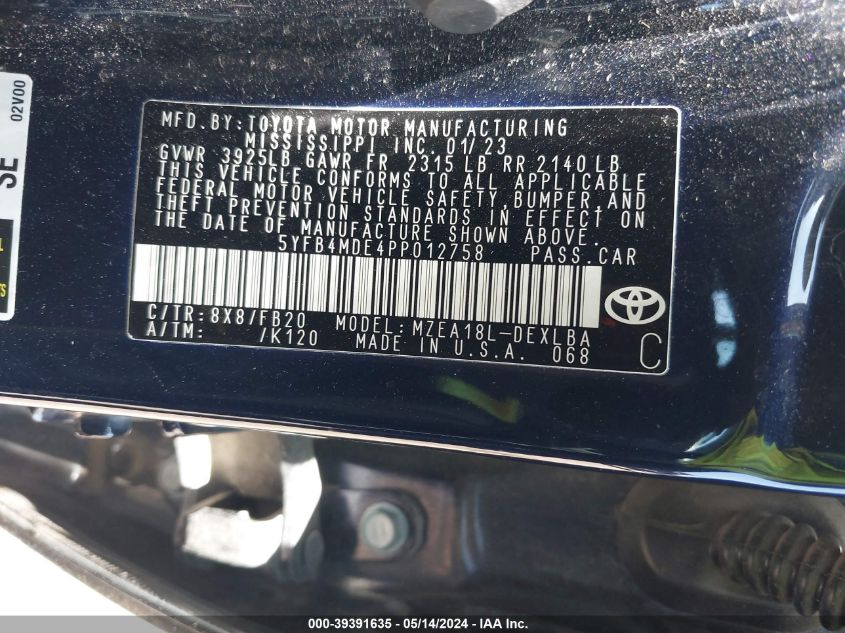 02V00
SE
MFD.BY:TOYOTA MOTOR MANUFACTURING
MISSISSIPPI INC. 01/23
GVWR 3925LB GAWR FR 2315 LB RR 2140 LB
THIS VEHICLE CONFORMS TO ALL APPLICABLE
FEDERAL MOTOR VEHICLE SAFETY, BUMPER, AND
THEFT PREVENTION STANDARDS IN EFFECT ON
THE DATE OF MANUFACTURE SHOWN ABOVE.
5YFB4MDE4PP012758 PASS.CAR
C/TR: 8X8/FB20 MODEL: MZEA18L-DEXLBA
A/TM: /K120 MADE IN U.S.A. 068
C
000-39391635 - 05/14/2024 - IAA Inc.